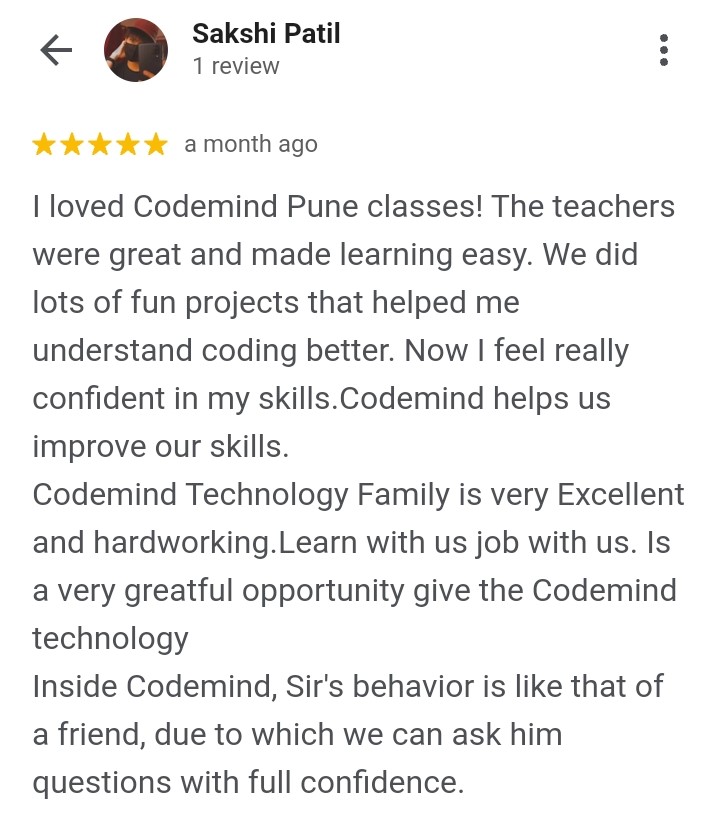 Sakshi Patil
1 review
a month ago
I loved Codemind Pune classes! The teachers
were great and made learning easy. We did
lots of fun projects that helped me
understand coding better. Now I feel really
confident in my skills.Codemind helps us
improve our skills.
Codemind Technology Family is very Excellent
and hardworking.Learn with us job with us. Is
a very greatful opportunity give the Codemind
technology
Inside Codemind, Sir's behavior is like that of
a friend, due to which we can ask him
questions with full confidence.